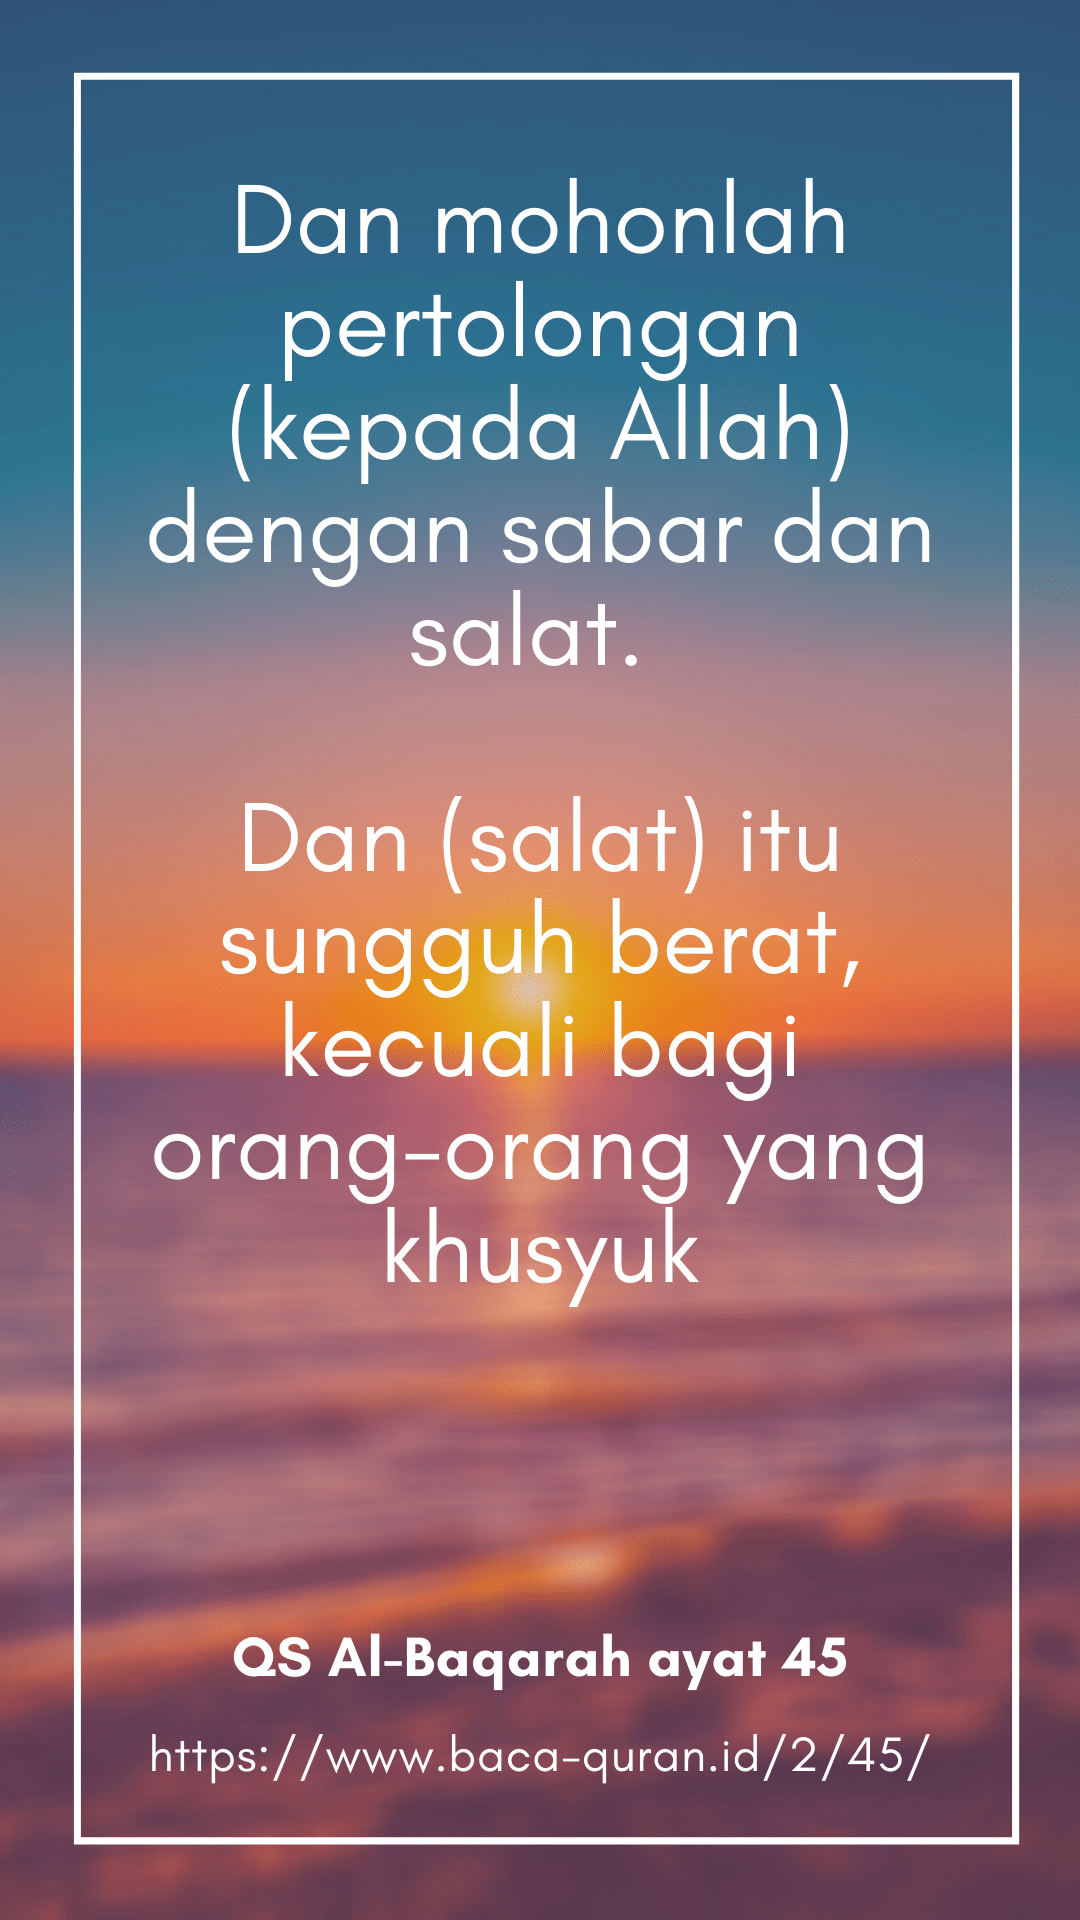 Dan mohonlah
pertolongan
(kepada Allah)
dengan sabar dan
salat.
Dan (salat) itu
sungguh berat,
kecuali bagi
orang-orang yang
khusyuk
QS Al-Baqarah ayat 45
https://www.baca-quran.id/2/45/